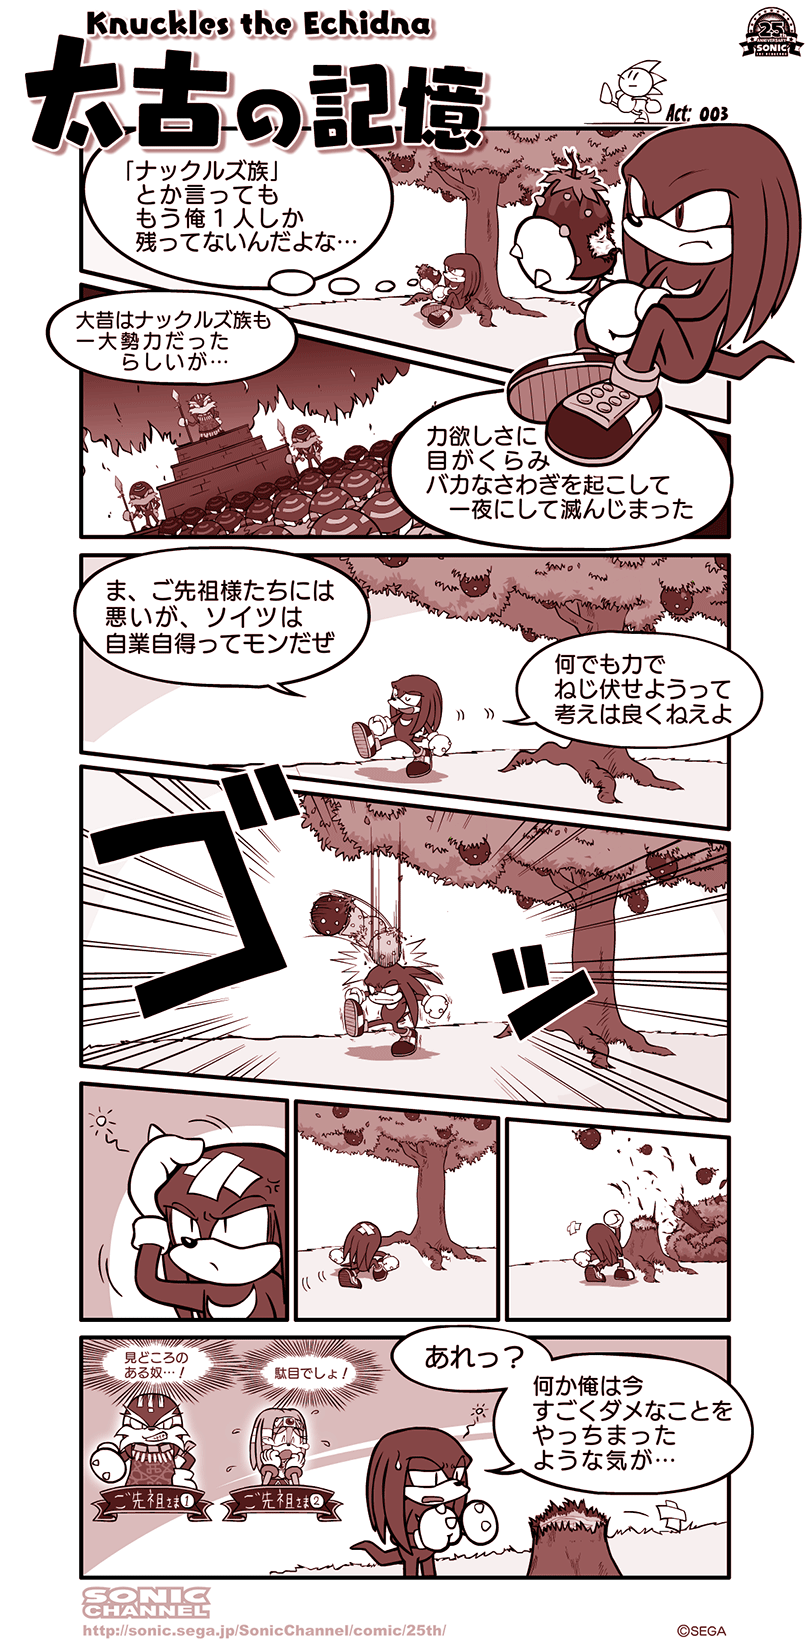 Knuckles the Echidna
太古の記憶
25th
ANNIVERSARY
SONIC
THE HEDGEHOG
Act: 003
「ナックルズ族」
とか言っても
もう俺１人しか
残ってないんだよな…
大昔はナックルズ族も
一大勢力だった
らしいが…
力欲しさに
目がくらみ
バカなさわぎを起こして
一夜にして滅んじまった
ま、ご先祖様たちには
悪いが、ソイツは
自業自得ってモンだぜ
何でも力で
ねじ伏せようって
考えは良くねえよ
ゴッ
見どころの
ある奴…！
駄目でしょ！
あれっ？
何か俺は今
すごくダメなことを
やっちまった
ような気が…
ご先祖さま❶
ご先祖さま❷
SONIC
CHANNEL
http://sonic.sega.jp/SonicChannel/comic/25th/
©SEGA